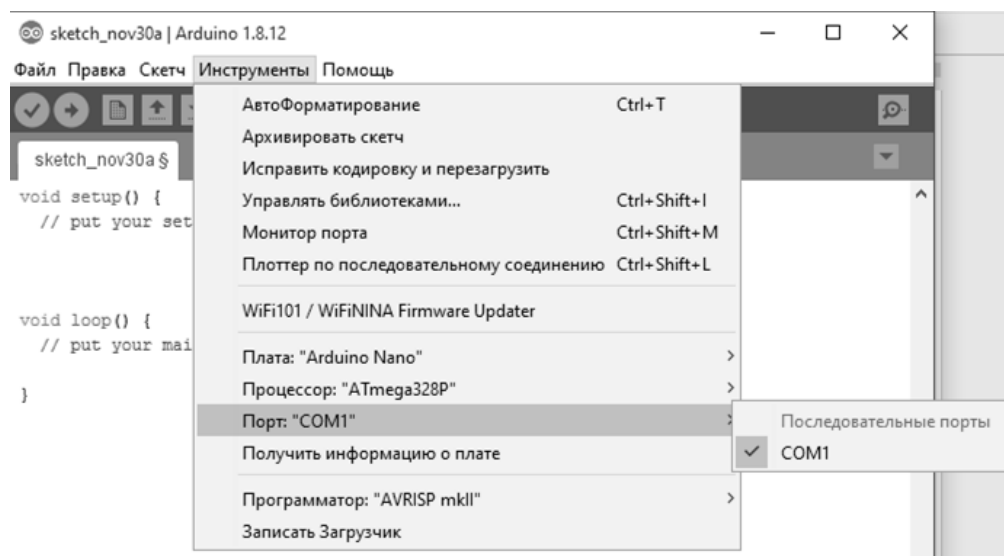 sketch_nov30a | Arduino 1.8.12
Файл Правка Скетч Инструменты Помощь
АвтоФорматирование Ctrl+T
Архивировать скетч
sketch_nov30a §
Исправить кодировку и перезагрузить
void setup() {
Управлять библиотеками... Ctrl+Shift+I
// put your set
Монитор порта Ctrl+Shift+M
Плоттер по последовательному соединению Ctrl+Shift+L
WiFi101 / WiFiNINA Firmware Updater
void loop() {
// put your mai
Плата: "Arduino Nano"
}
Процессор: "ATmega328P"
Порт: "COM1"
Последовательные порты
Получить информацию о плате
COM1
Программатор: "AVRISP mkII"
Записать Загрузчик